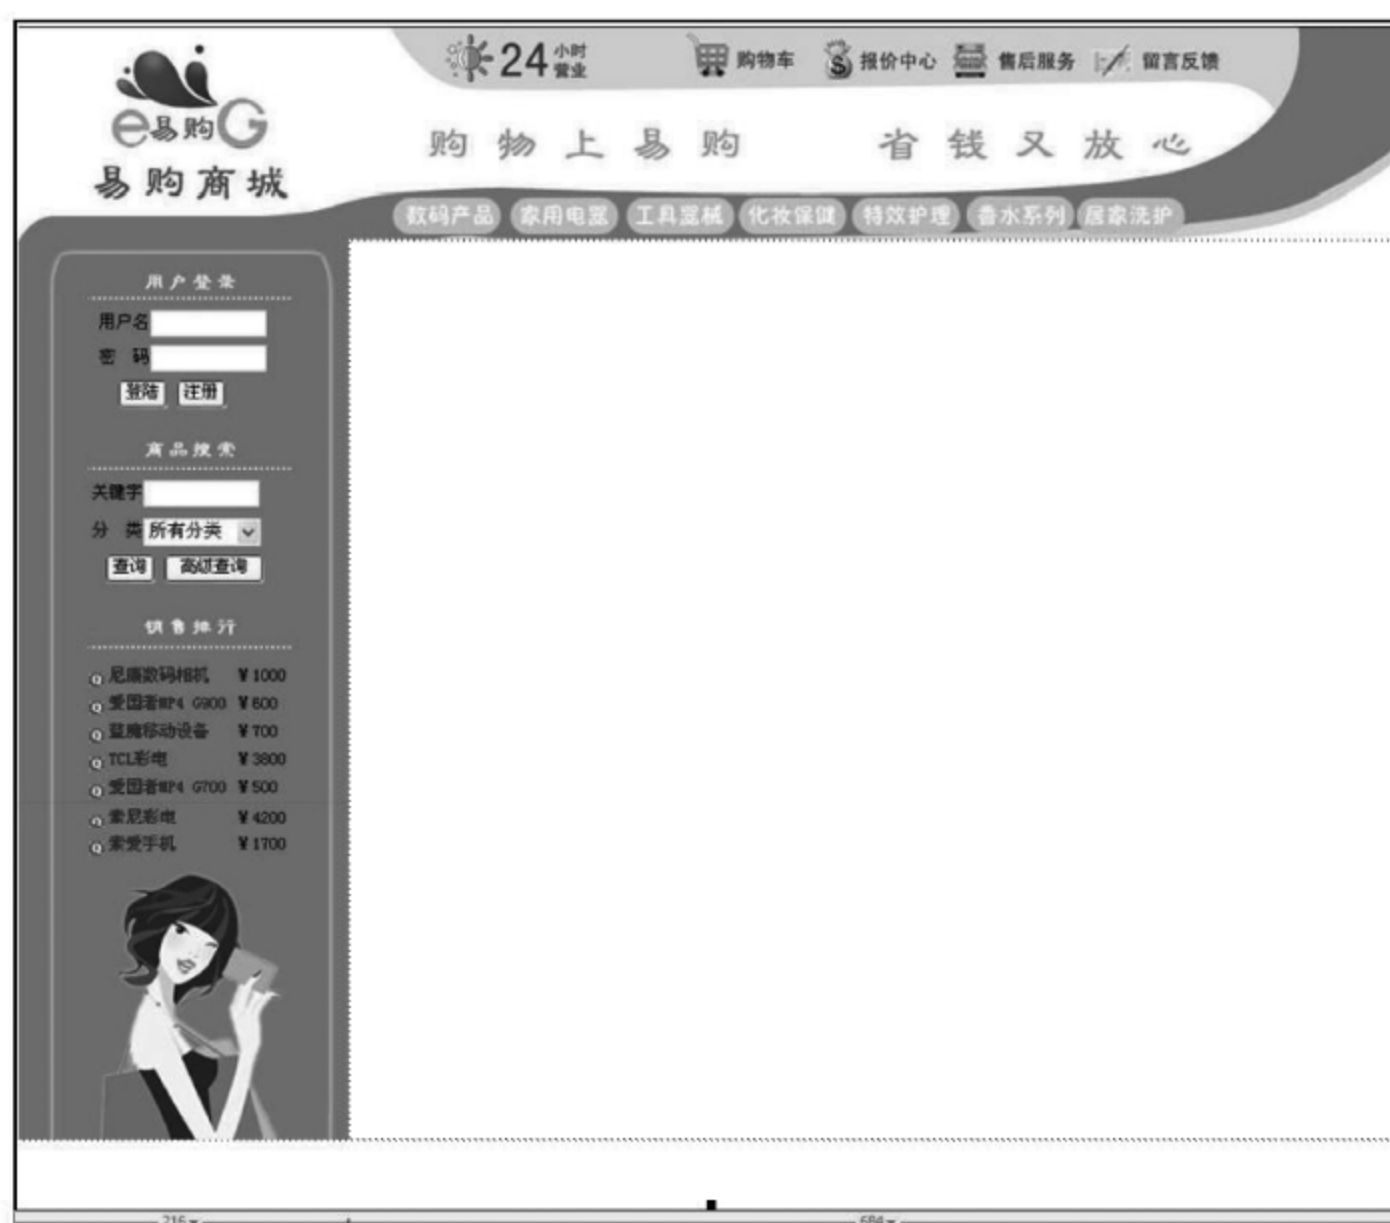 24 小时营业 购物车 报价中心 售后服务 留言反馈
e易购G
易购商城
购物上易购 省钱又放心
数码产品 家用电器 工具器械 化妆保健 特效护理 香水系列 居家洗护
用户登录
用户名
密 码
登陆 注册
商品搜索
关键字
分 类 所有分类
查询 高级查询
销售排行
尼康数码相机 ¥1000
爱国者MP4 G900 ¥600
蓝魔移动设备 ¥700
TCL彩电 ¥3800
爱国者MP4 G700 ¥500
索尼彩电 ¥4200
索爱手机 ¥1700
216 684